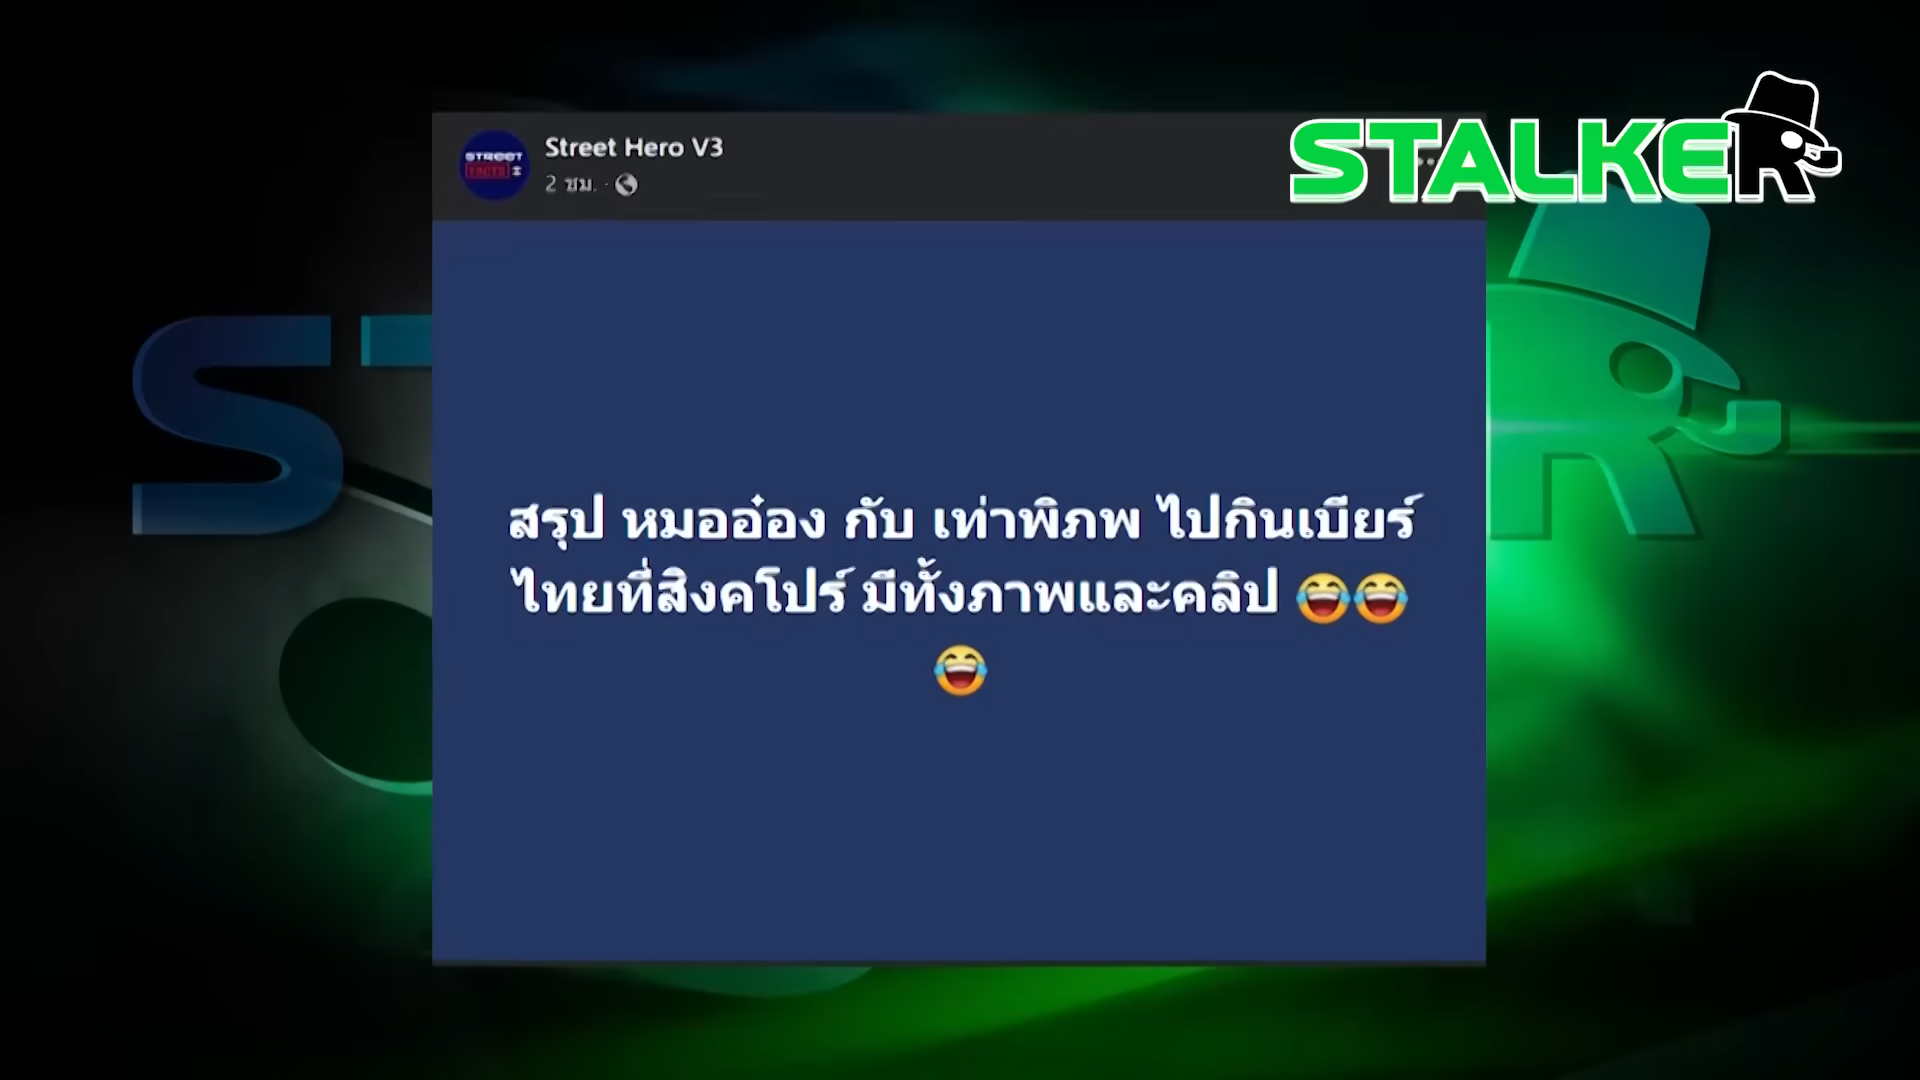 STALKER
STREET
FACTS
Street Hero V3
2 ชม.
สรุป หมออ๋อง กับ เท่าพิภพ ไปกินเบียร์
ไทยที่สิงคโปร์ มีทั้งภาพและคลิป 😂😂
😂